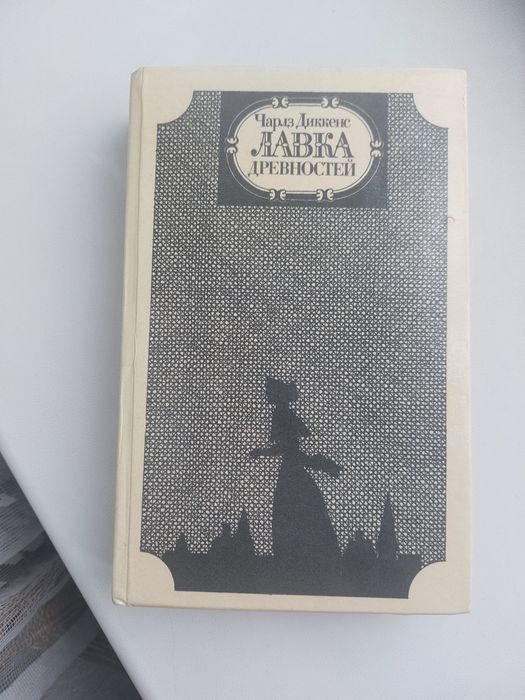 Чарлз Диккенс
ЛАВКА
ДРЕВНОСТЕЙ